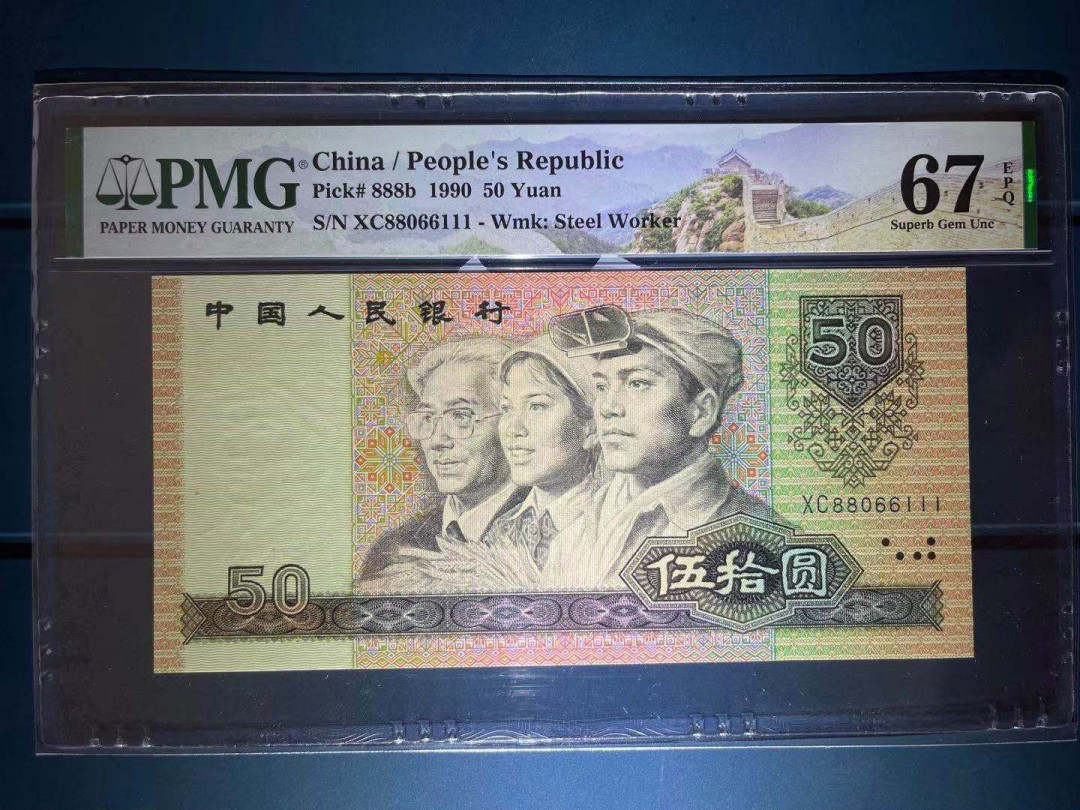 PMG®
PAPER MONEY GUARANTY
China / People's Republic
Pick# 888b 1990 50 Yuan
S/N XC88066111 - Wmk: Steel Worker
67
EPQ
Superb Gem Unc
中国人民银行
50
XC88066111
伍拾圆
50